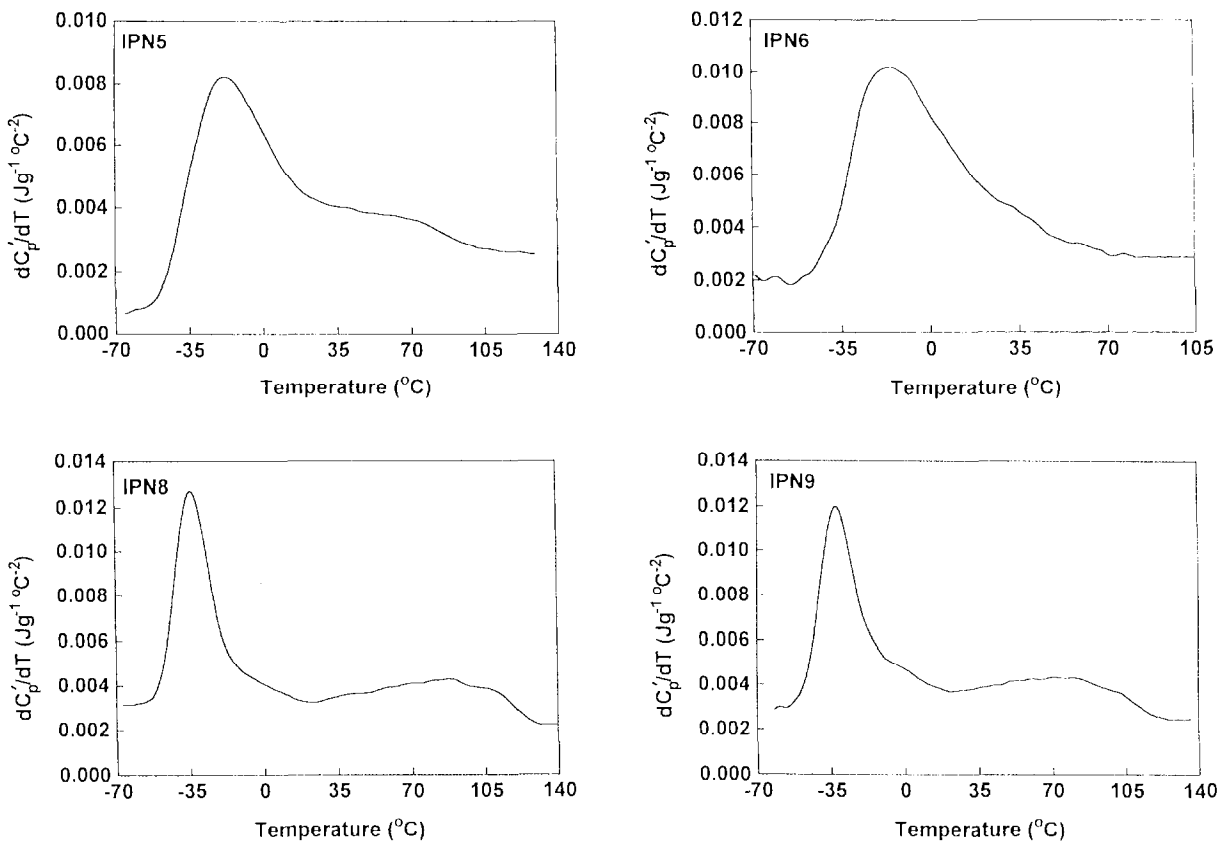 IPN5
0.010
0.008
0.006
0.004
0.002
0.000
dCp'/dT (Jg-1 oC-2)
-70 -35 0 35 70 105 140
Temperature (oC)
IPN6
0.012
0.010
0.008
0.006
0.004
0.002
0.000
dCp'/dT (Jg-1 oC-2)
-70 -35 0 35 70 105
Temperature (oC)
IPN8
0.014
0.012
0.010
0.008
0.006
0.004
0.002
0.000
dCp'/dT (Jg-1 oC-2)
-70 -35 0 35 70 105 140
Temperature (oC)
IPN9
0.014
0.012
0.010
0.008
0.006
0.004
0.002
0.000
dCp'/dT (Jg-1 oC-2)
-70 -35 0 35 70 105 140
Temperature (oC)